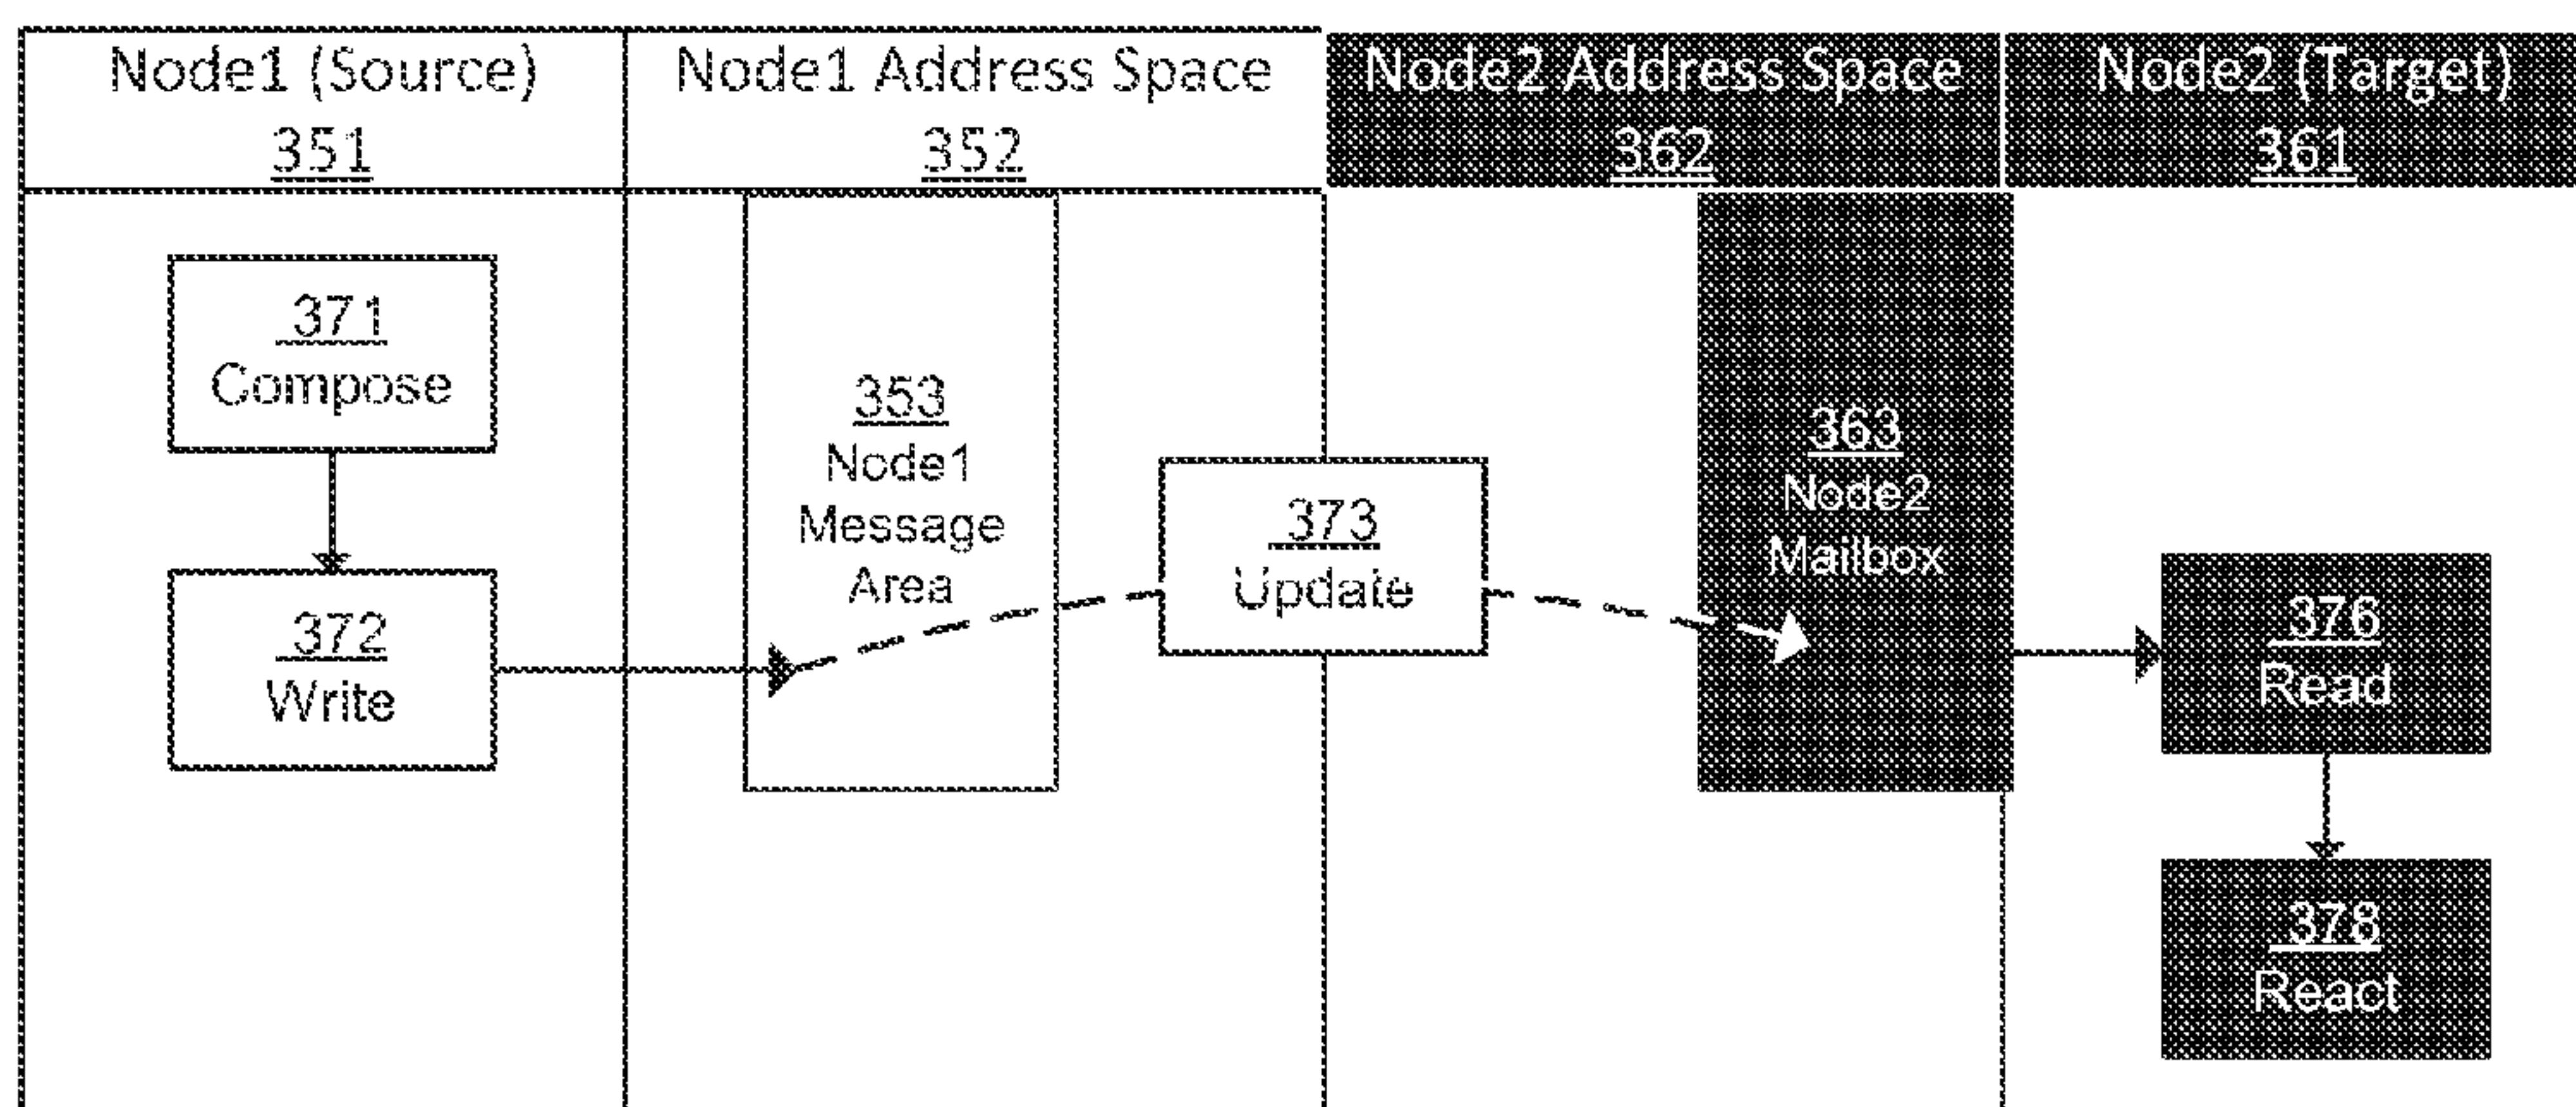 Node1 (Source)
351
Node1 Address Space
352
Node2 Address Space
362
Node2 (Target)
361
371
Compose
372
Write
353
Node1
Message
Area
373
Update
363
Node2
Mailbox
376
Read
378
React